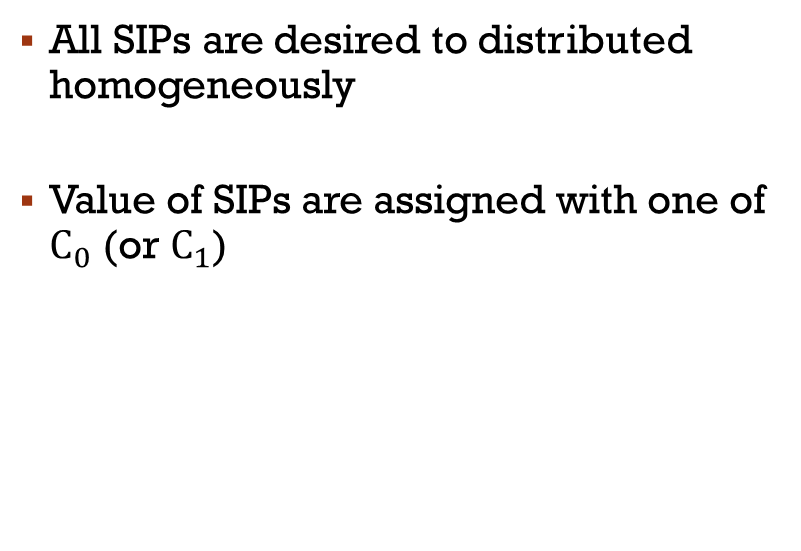 ▪ All SIPs are desired to distributed
homogeneously
▪ Value of SIPs are assigned with one of
C₀ (or C₁)